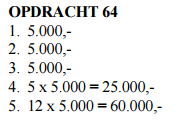 OPDRACHT 64
1. 5.000,-
2. 5.000,-
3. 5.000,-
4. 5 x 5.000 = 25.000,-
5. 12 x 5.000 = 60.000,-